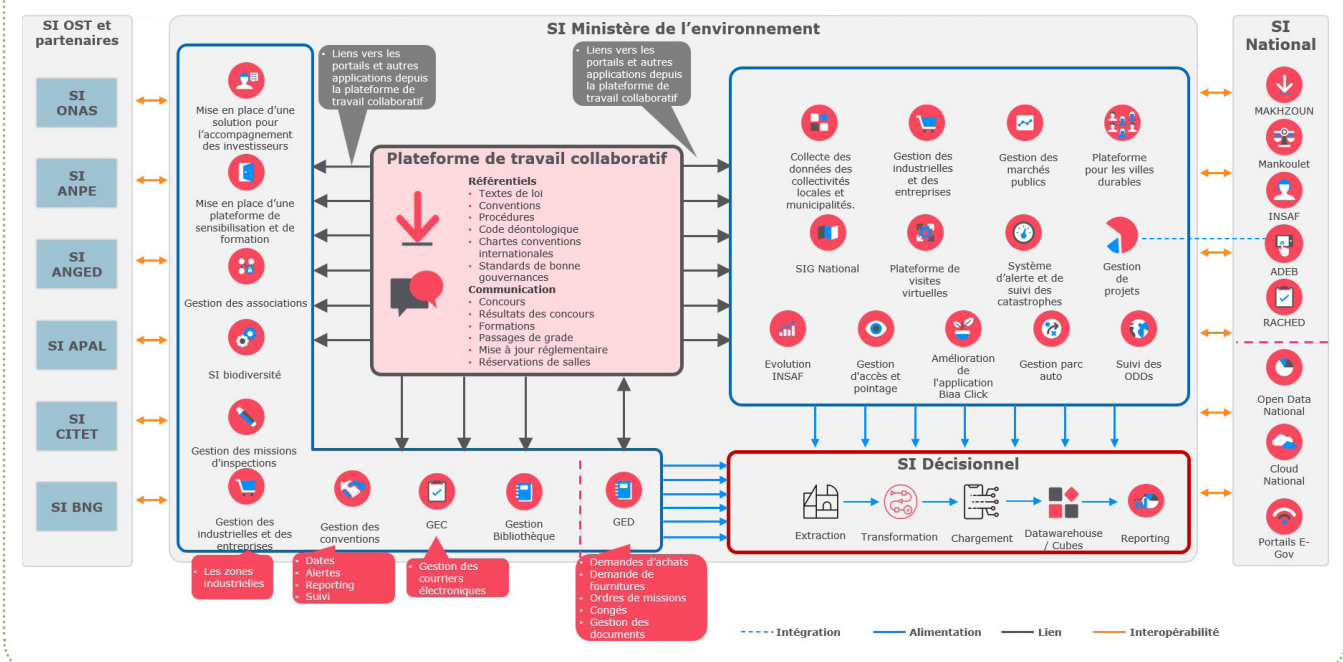 SI OST et
partenaires
SI
ONAS
SI
ANPE
SI
ANGED
SI APAL
SI
CITET
SI BNG
SI Ministère de l'environnement
• Liens vers les
portails et autres
applications depuis
la plateforme de
travail collaboratif
• Liens vers les
portails et autres
applications depuis
la plateforme de
travail collaboratif
Mise en place d'une
solution pour
l'accompagnement
des investisseurs
Mise en place d'une
plateforme de
sensibilisation et de
formation
Gestion des associations
SI biodiversité
Gestion des missions
d'inspections
Gestion des
industrielles et des
entreprises
Gestion des
conventions
GEC
Gestion
Bibliothèque
GED
• Les zones
industrielles
• Dates
• Alertes
• Reporting
• Suivi
• Gestion des
courriers
électroniques
• Demandes d'achats
• Demande de
fournitures
• Ordres de missions
• Congés
• Gestion des
documents
Plateforme de travail collaboratif
Référentiels
• Textes de loi
• Conventions
• Procédures
• Code déontologique
• Chartes conventions
internationales
• Standards de bonne
gouvernances
Communication
• Concours
• Résultats des concours
• Formations
• Passages de grade
• Mise à jour réglementaire
• Réservations de salles
Collecte des
données des
collectivités
locales et
municipalités.
Gestion des
industrielles
et des
entreprises
Gestion des
marchés
publics
Plateforme
pour les villes
durables
SIG National
Plateforme de
visites
virtuelles
Système
d'alerte et de
suivi des
catastrophes
Gestion
de
projets
Evolution
INSAF
Gestion
d'accès et
pointage
Amélioration
de
l'application
Biaa Click
Gestion parc
auto
Suivi des
ODDs
SI Décisionnel
Extraction
Transformation
Chargement
Datawarehouse
/ Cubes
Reporting
SI
National
MAKHZOUN
Mankoulet
INSAF
ADEB
RACHED
Open Data
National
Cloud
National
Portails E-
Gov
Intégration
Alimentation
Lien
Interopérabilité